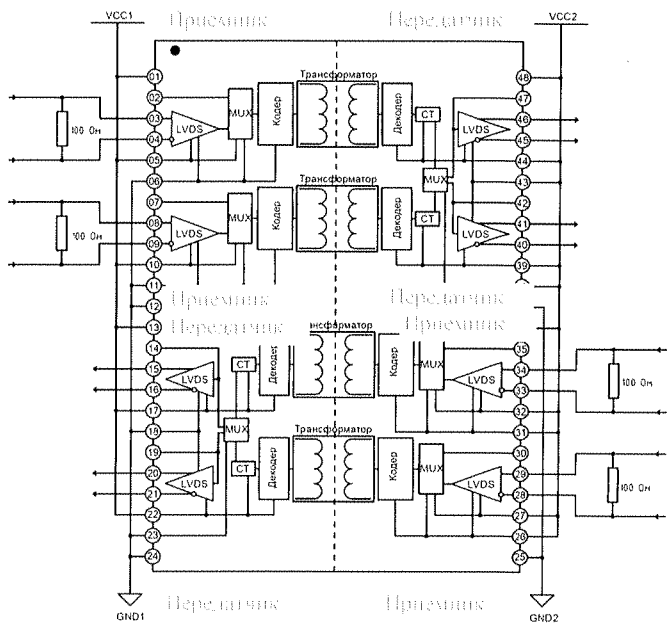 VCC1 Приемник Передатчик VCC2
01 48
Трансформатор
02 47
MUX Кодер Декодер СТ
03 46
LVDS LVDS
100 Ом
04 45
05 44
MUX
06 43
Трансформатор
07 42
MUX Кодер Декодер СТ
08 41
LVDS LVDS
100 Ом
09 40
10 39
11
Приемник Передатчик
12
13
Передатчик Приемник
нсформатор
14 35
СТ Декодер Кодер MUX
15 34
LVDS LVDS
100 Ом
16 33
17 32
MUX
18 31
Трансформатор
19 30
СТ Декодер Кодер MUX
20 29
LVDS LVDS
100 Ом
21 28
22 27
23 26
24 25
GND1 Передатчик Приемник GND2